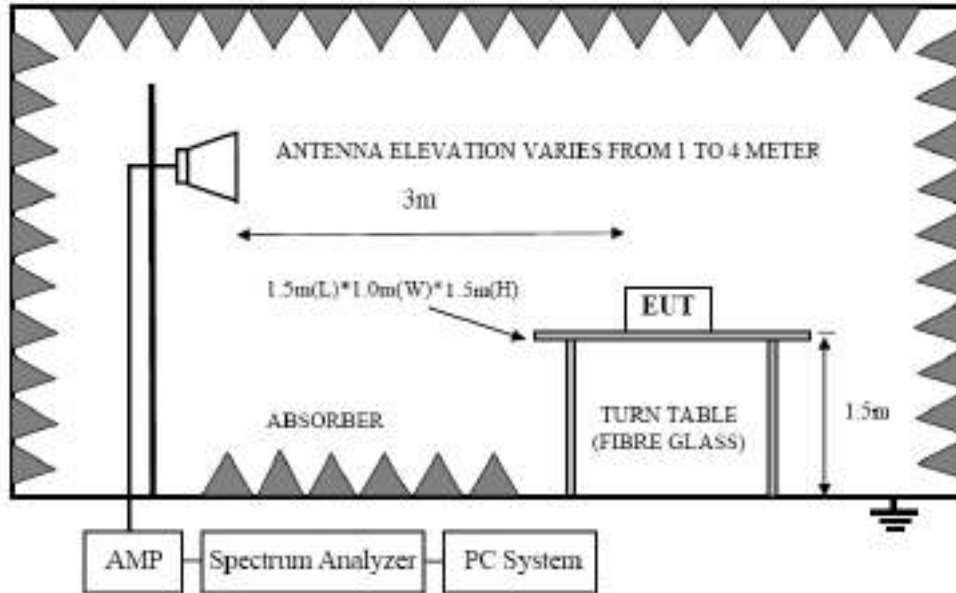 ANTENNA ELEVATION VARIES FROM 1 TO 4 METER
3m
1.5m(L)*1.0m(W)*1.5m(H)
EUT
1.5m
ABSORBER
TURN TABLE
(FIBRE GLASS)
AMP
Spectrum Analyzer
PC System